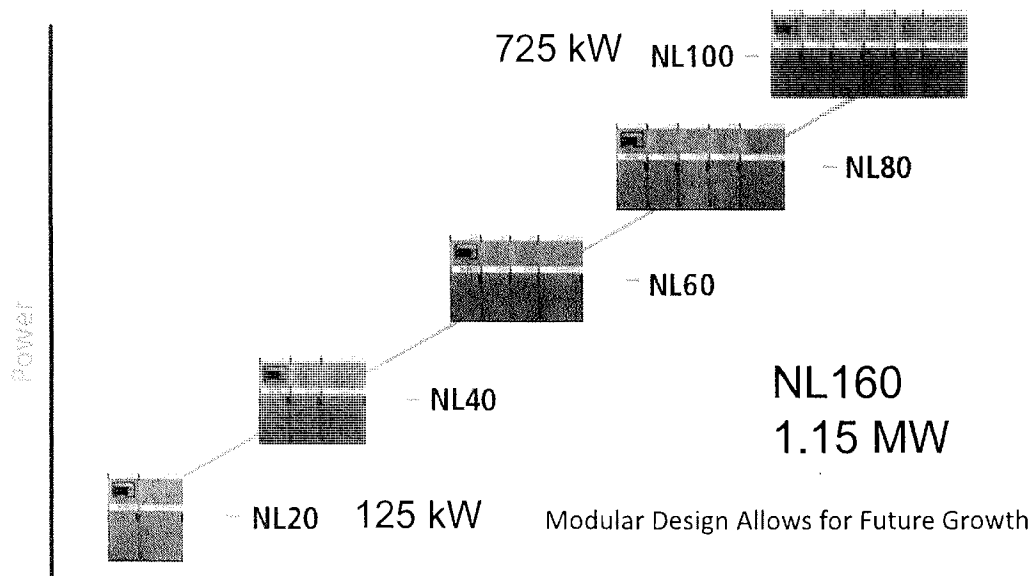 725 kW NL100
NL80
NL60
Power
NL40
NL160
1.15 MW
NL20 125 kW
Modular Design Allows for Future Growth